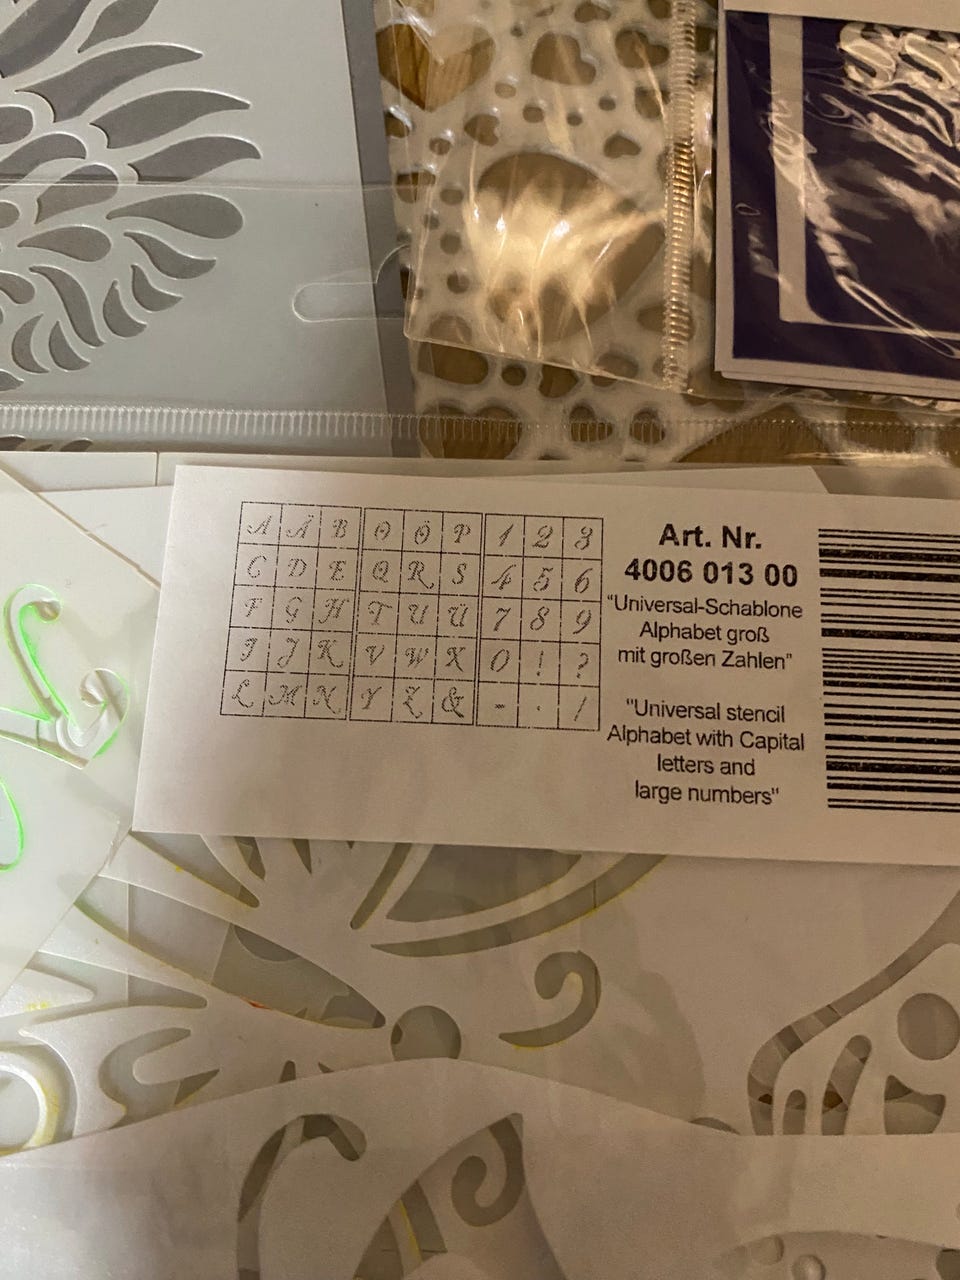 A Ä B O Ö P 1 2 3
C D E Q R S 4 5 6
F G H T U Ü 7 8 9
I J K V W X 0 ! ?
L M N Y Z & - . /
Art. Nr.
4006 013 00
"Universal-Schablone
Alphabet groß
mit großen Zahlen"
"Universal stencil
Alphabet with Capital
letters and
large numbers"